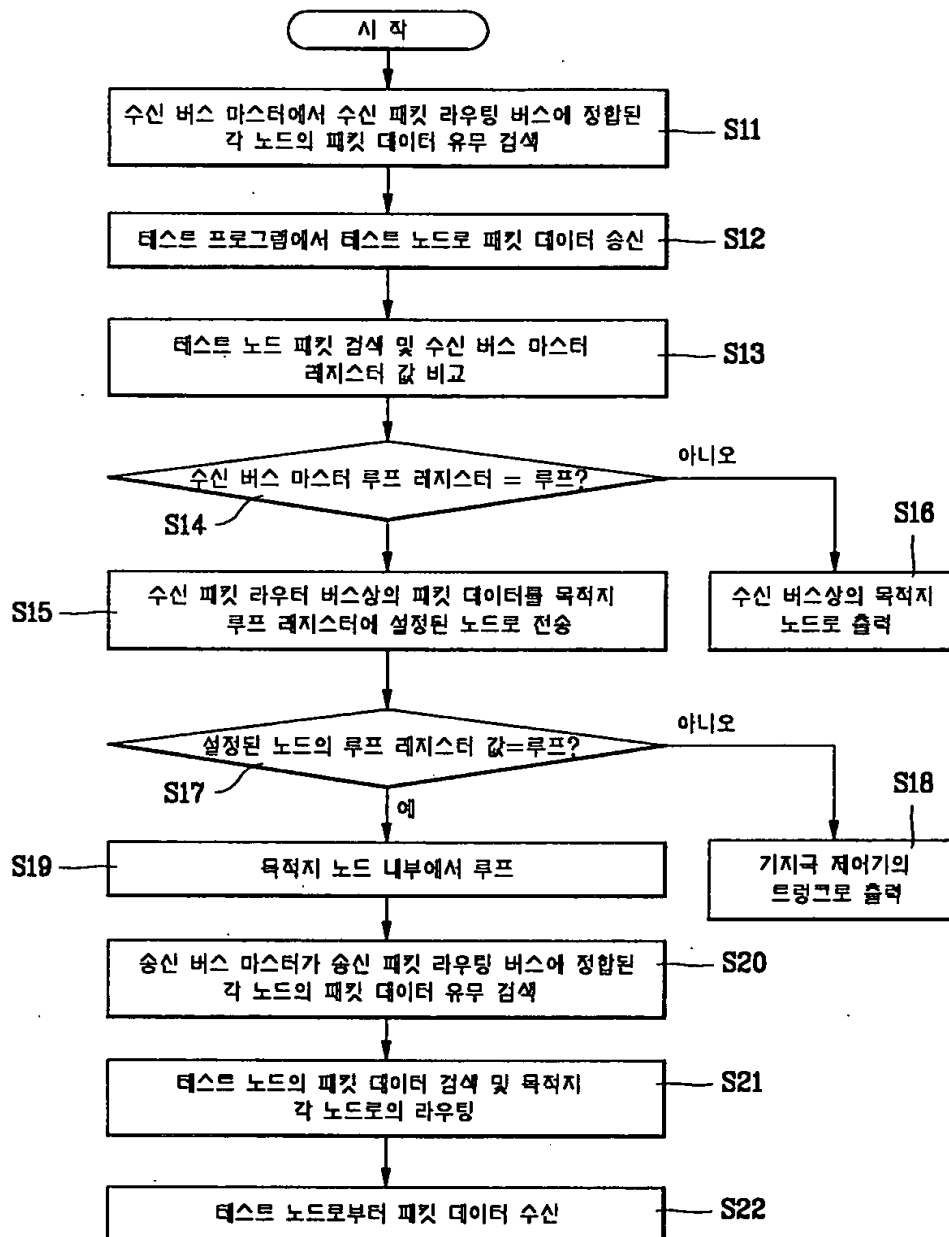 시 작
수신 버스 마스터에서 수신 패킷 라우팅 버스에 정합된
각 노드의 패킷 데이터 유무 검색
S11
테스트 프로그램에서 테스트 노드로 패킷 데이터 송신
S12
테스트 노드 패킷 검색 및 수신 버스 마스터
레지스터 값 비교
S13
수신 버스 마스터 루프 레지스터 = 루프?
아니오
S14
S16
S15
수신 패킷 라우터 버스상의 패킷 데이터를 목적지
루프 레지스터에 설정된 노드로 전송
수신 버스상의 목적지
노드로 출력
설정된 노드의 루프 레지스터 값=루프?
아니오
S17
예
S18
S19
목적지 노드 내부에서 루프
기지국 제어기의
트렁크로 출력
송신 버스 마스터가 송신 패킷 라우팅 버스에 정합된
각 노드의 패킷 데이터 유무 검색
S20
테스트 노드의 패킷 데이터 검색 및 목적지
각 노드로의 라우팅
S21
테스트 노드로부터 패킷 데이터 수신
S22